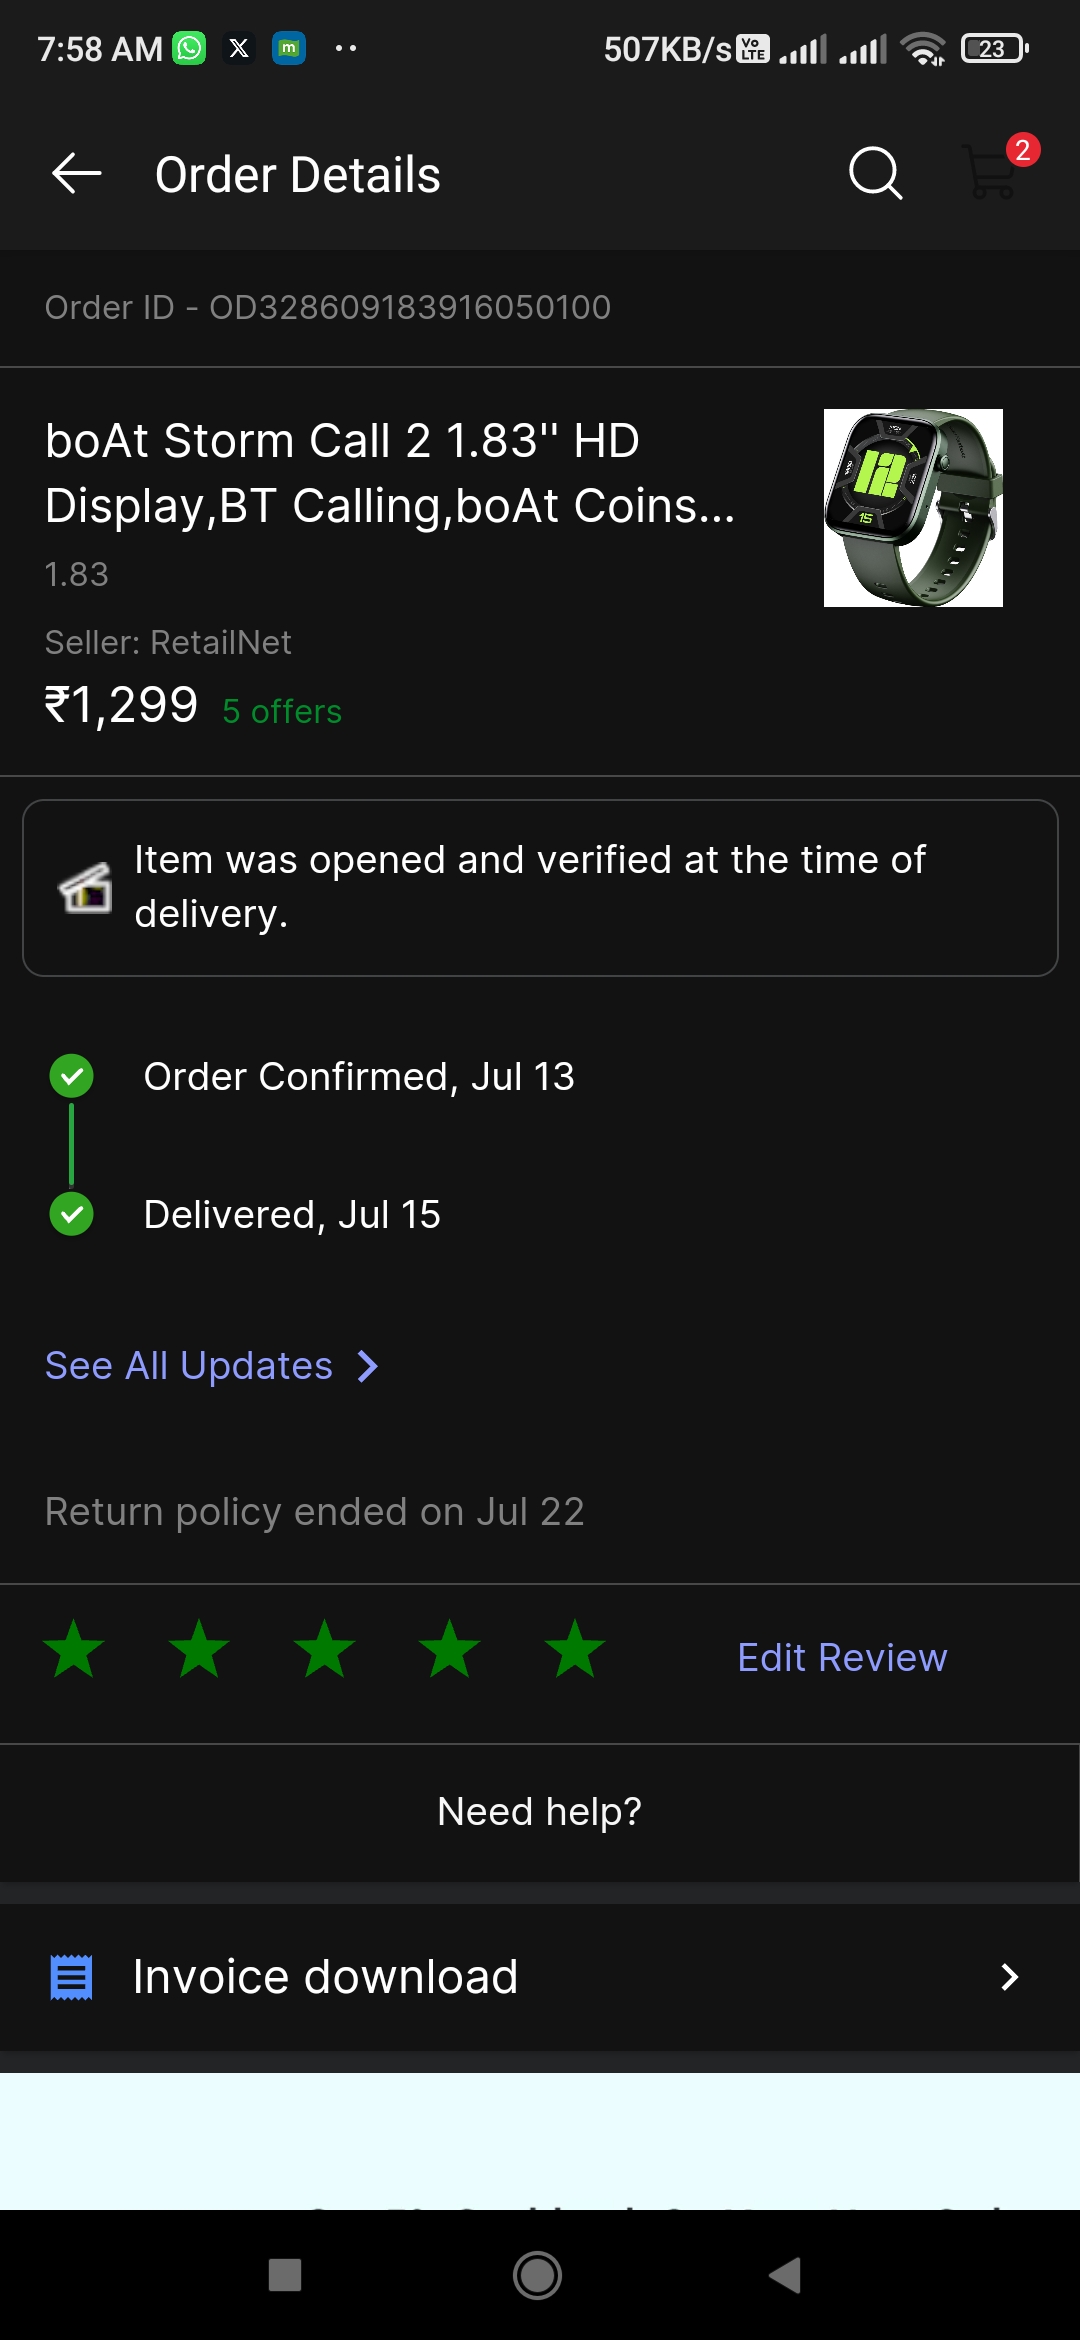 7:58 AM
507KB/s
Vo LTE
23
Order Details
2
Order ID - OD328609183916050100
boAt Storm Call 2 1.83" HD
Display,BT Calling,boAt Coins...
1.83
Seller: RetailNet
₹1,299 5 offers
Item was opened and verified at the time of
delivery.
Order Confirmed, Jul 13
Delivered, Jul 15
See All Updates
Return policy ended on Jul 22
Edit Review
Need help?
Invoice download